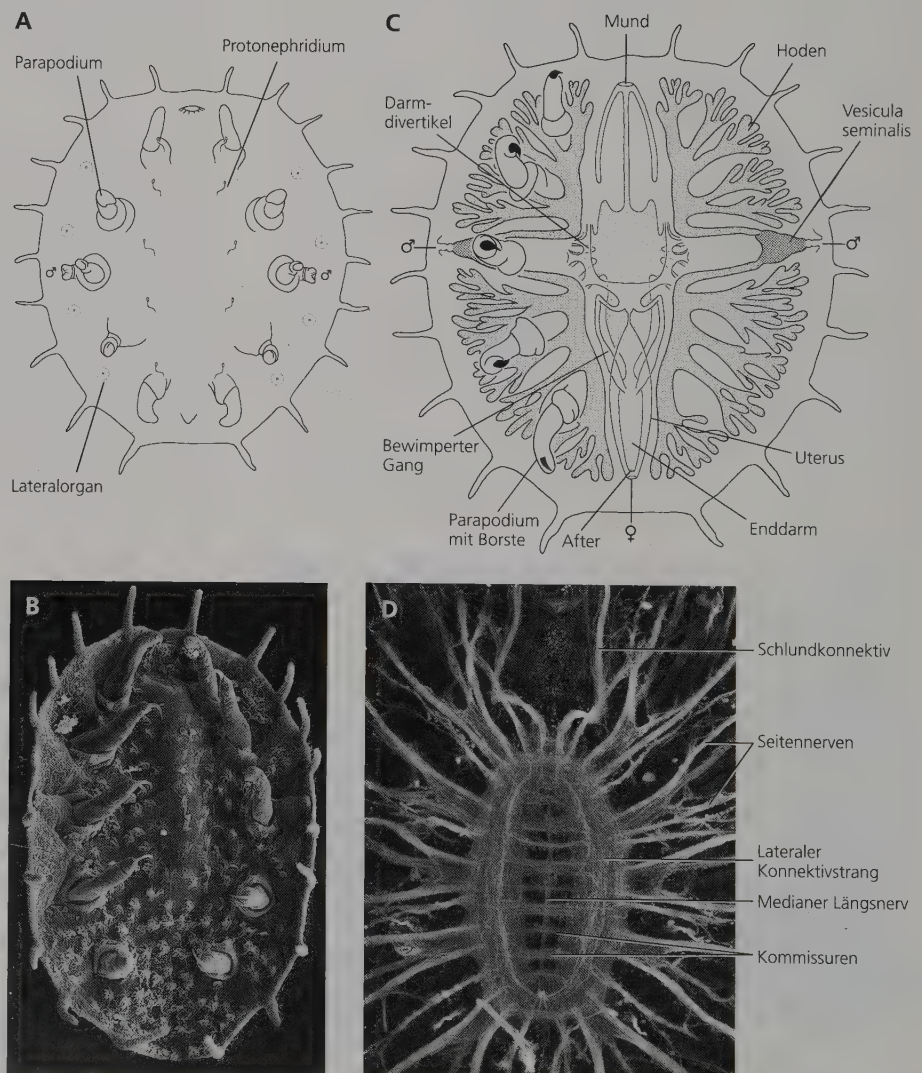 A
Parapodium
Protonephridium
♂
♂
Lateralorgan
C
Mund
Hoden
Darm-
divertikel
Vesicula
seminalis
♂
♂
Bewimperter
Gang
Uterus
Parapodium
mit Borste
After
♀
Enddarm
B
D
Schlundkonnektiv
Seitennerven
Lateraler
Konnektivstrang
Medianer Längsnerv
Kommissuren